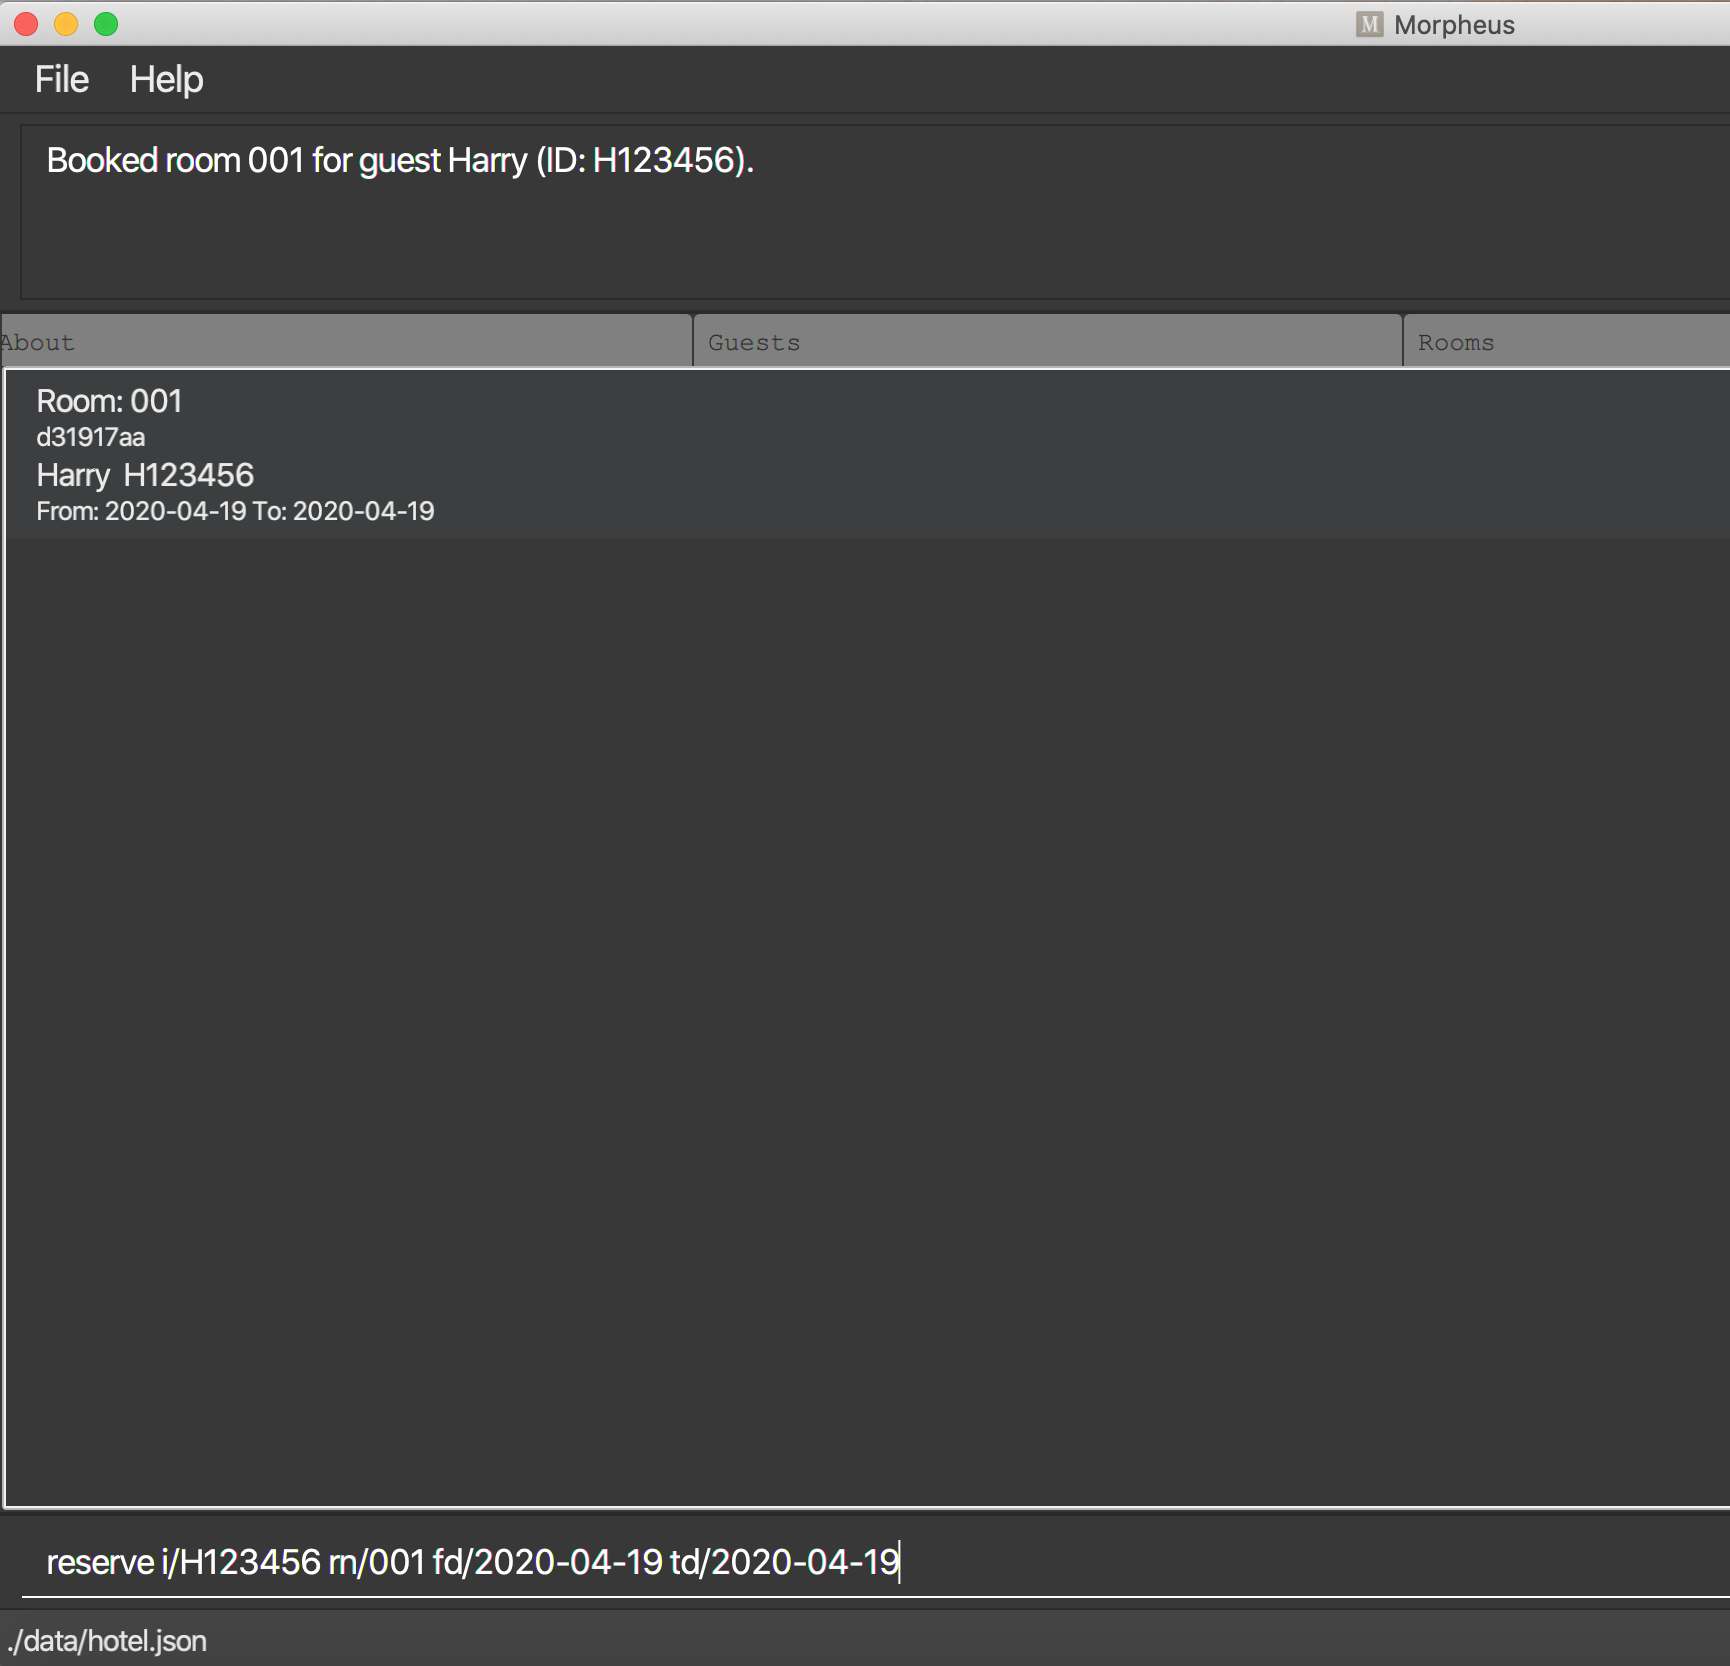 M Morpheus
File Help
Booked room 001 for guest Harry (ID: H123456).
About Guests Rooms
Room: 001
d31917aa
Harry H123456
From: 2020-04-19 To: 2020-04-19
reserve i/H123456 rn/001 fd/2020-04-19 td/2020-04-19
./data/hotel.json